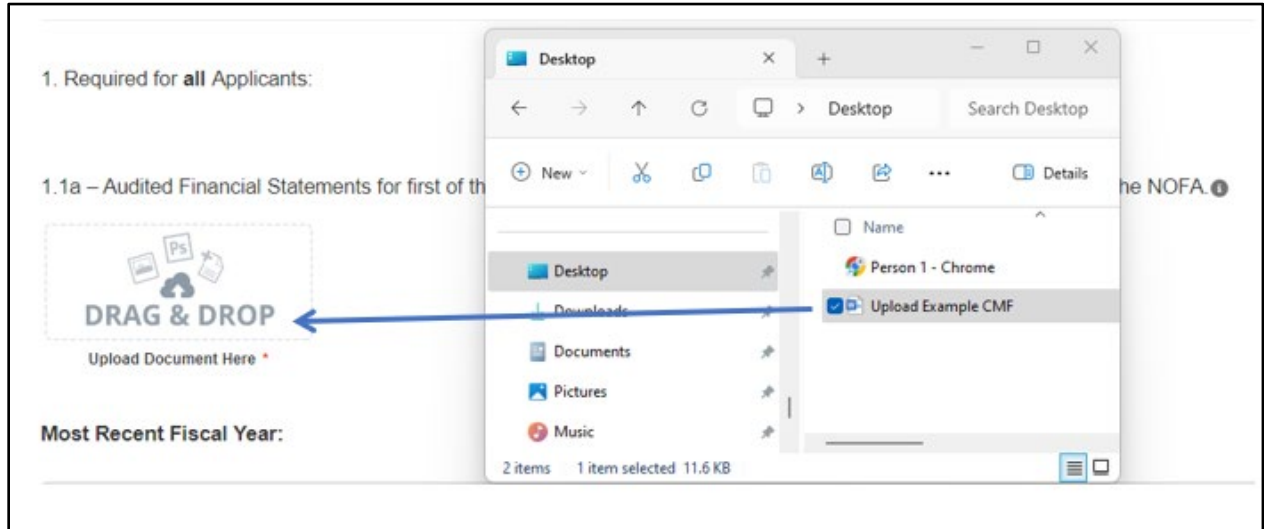 1. Required for all Applicants:
1.1a – Audited Financial Statements for first of th
he NOFA.
Ps
DRAG & DROP
Upload Document Here *
Most Recent Fiscal Year:
Desktop
Desktop
Search Desktop
New
Details
Desktop
Downloads
Documents
Pictures
Music
Name
Person 1 - Chrome
Upload Example CMF
2 items 1 item selected 11.6 KB